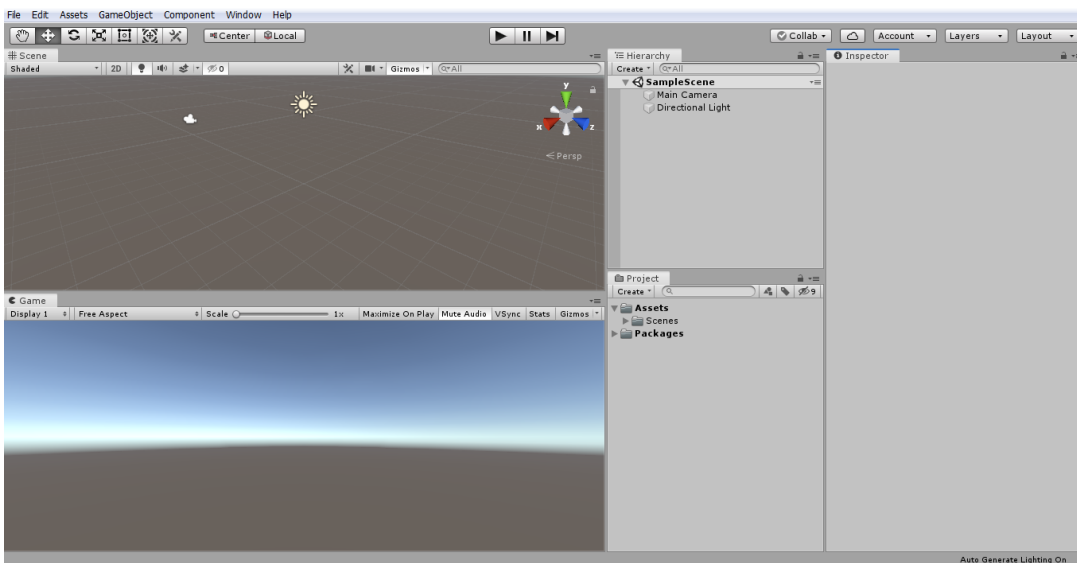 File Edit Assets GameObject Component Window Help
Center Local Collab Account Layers Layout
Scene
Shaded 2D 0 Gizmos All
y
x z
Persp
Game
Display 1 Free Aspect Scale 1x Maximize On Play Mute Audio VSync Stats Gizmos
Hierarchy
Create All
SampleScene
Main Camera
Directional Light
Project
Create 9
Assets
Scenes
Packages
Inspector
Auto Generate Lighting On